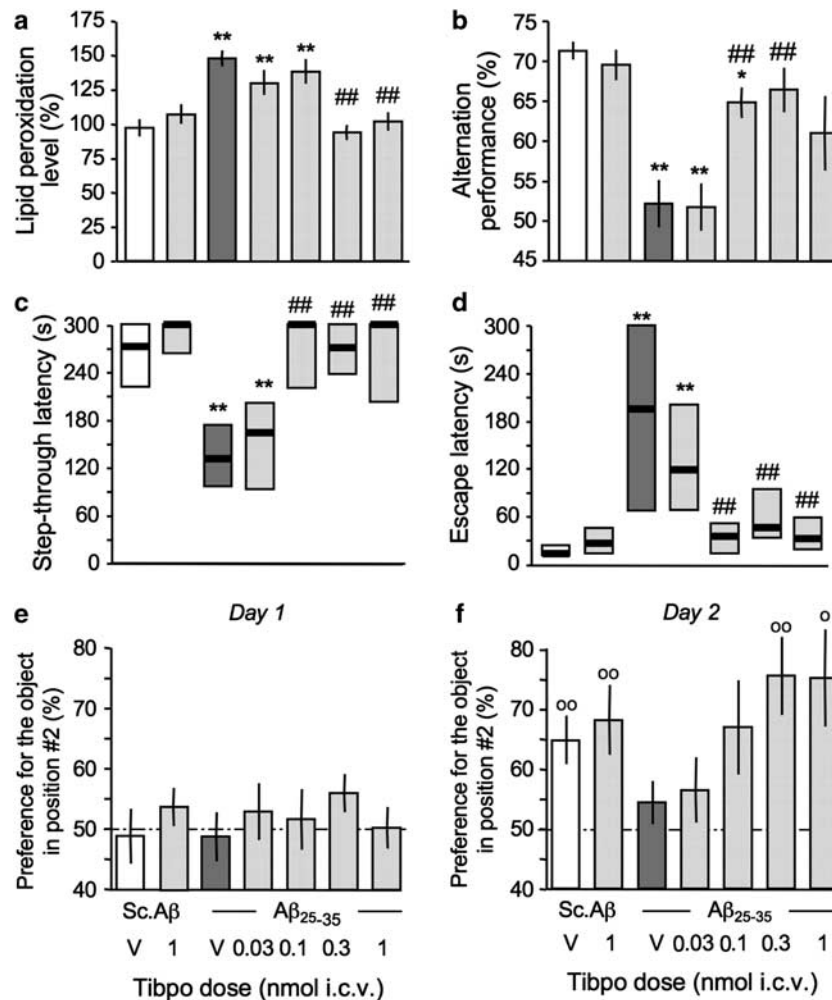 a
Lipid peroxidation
level (%)
175
150
125
100
75
50
25
0
** ** ** ## ##
b
Alternation
performance (%)
75
70
65
60
55
50
45
** ** ##
* ##
c
Step-through latency (s)
300
240
180
120
60
0
** ** ## ## ##
d
Escape latency (s)
300
240
180
120
60
0
** ** ## ## ##
e Day 1
Preference for the object
in position #2 (%)
80
70
60
50
40
Sc.Aβ Aβ25-35
V 1 V 0.03 0.1 0.3 1
Tibpo dose (nmol i.c.v.)
f Day 2
Preference for the object
in position #2 (%)
80
70
60
50
40
oo oo oo o
Sc.Aβ Aβ25-35
V 1 V 0.03 0.1 0.3 1
Tibpo dose (nmol i.c.v.)